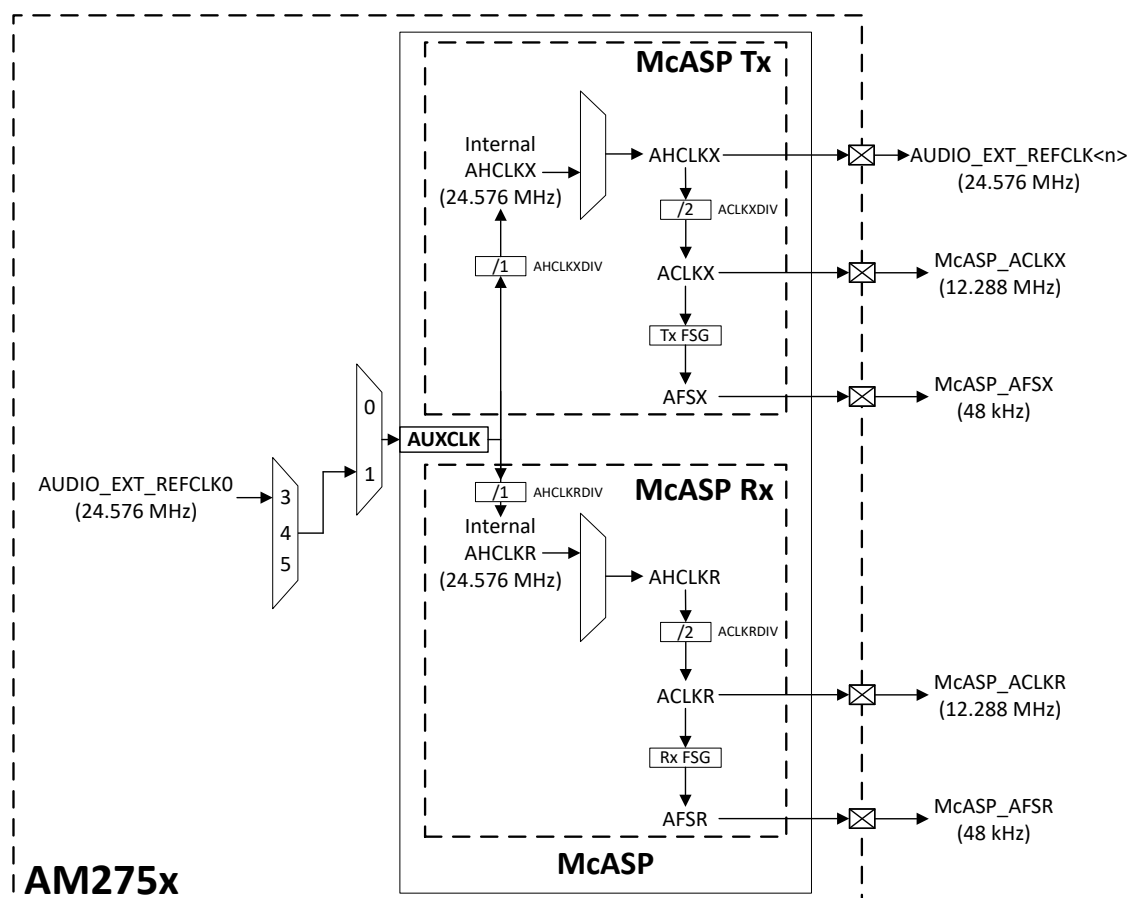 McASP Tx
Internal
AHCLKX
(24.576 MHz)
AHCLKX
AUDIO_EXT_REFCLK<n>
(24.576 MHz)
/2
ACLKXDIV
/1
AHCLKXDIV
ACLKX
McASP_ACLKX
(12.288 MHz)
Tx FSG
AFSX
McASP_AFSX
(48 kHz)
0
1
AUXCLK
AUDIO_EXT_REFCLK0
(24.576 MHz)
3
4
5
/1
AHCLKRDIV
McASP Rx
Internal
AHCLKR
(24.576 MHz)
AHCLKR
/2
ACLKRDIV
ACLKR
McASP_ACLKR
(12.288 MHz)
Rx FSG
AFSR
McASP_AFSR
(48 kHz)
McASP
AM275x